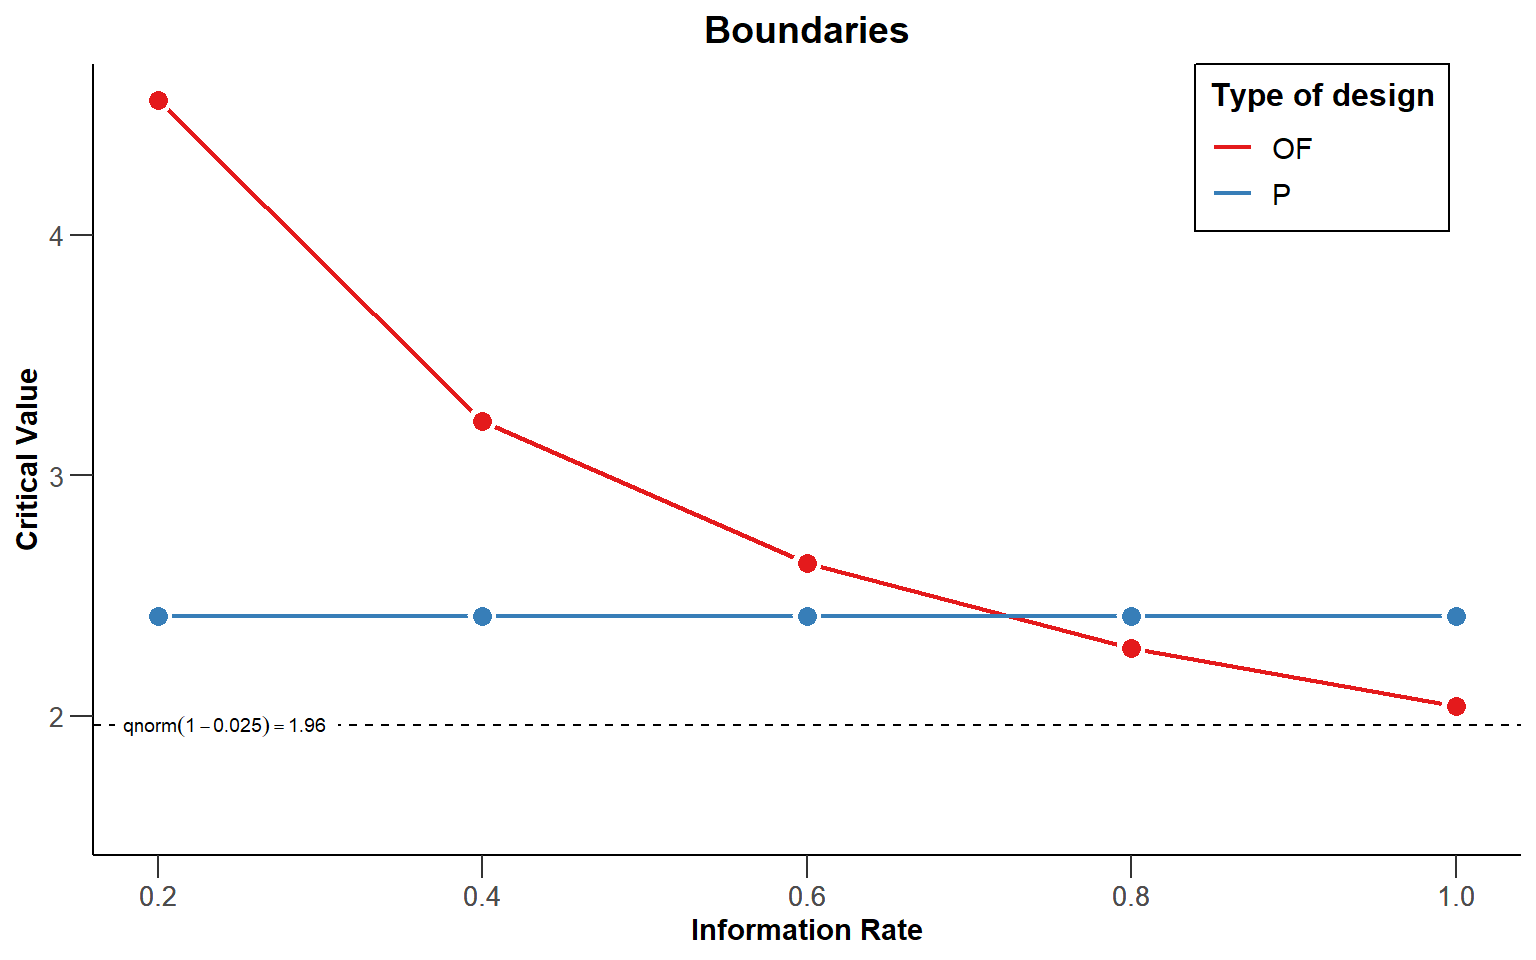 Boundaries
Type of design
OF
P
Critical Value
4
3
2
qnorm(1−0.025)=1.96
0.2 0.4 0.6 0.8 1.0
Information Rate